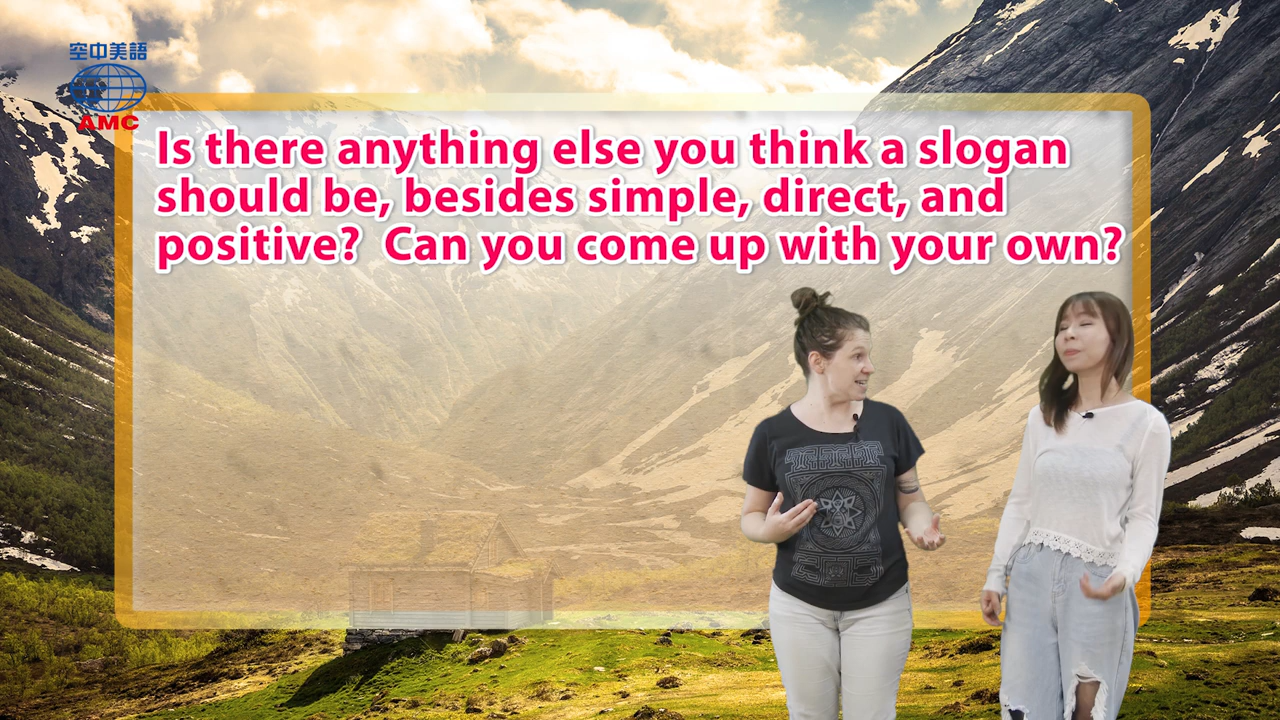 空中美語
AMC
Is there anything else you think a slogan
should be, besides simple, direct, and
positive?  Can you come up with your own?